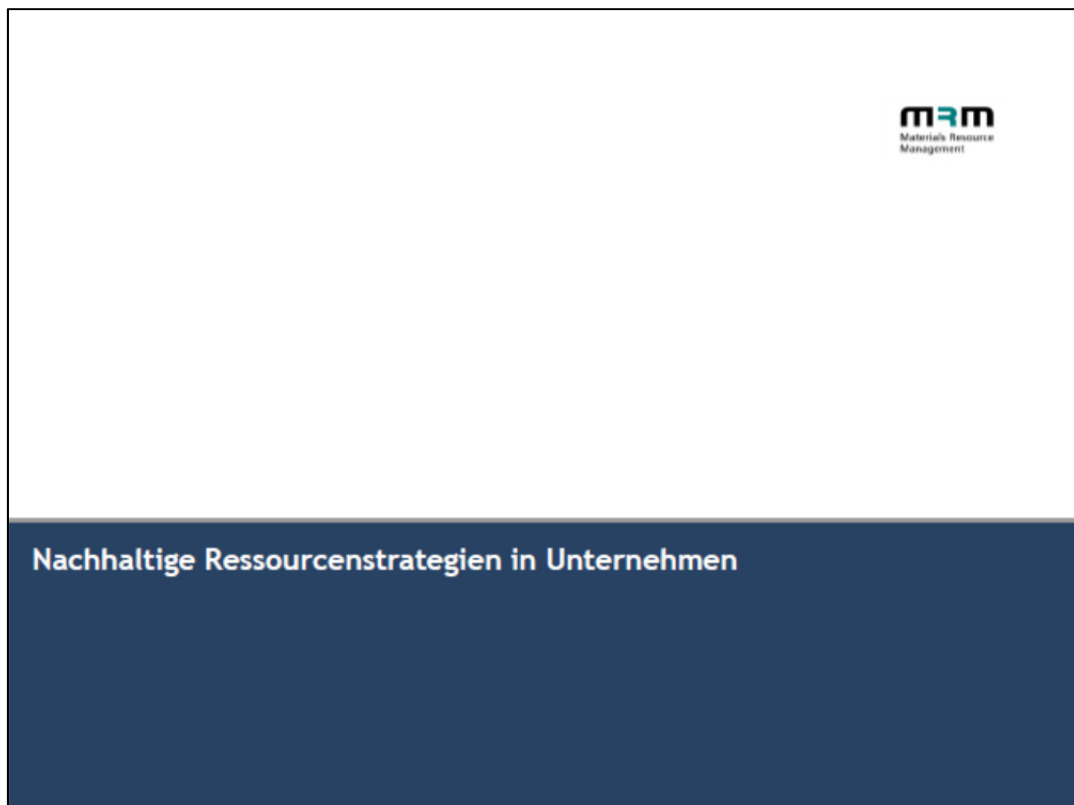 mrm
Materials Resource
Management
Nachhaltige Ressourcenstrategien in Unternehmen